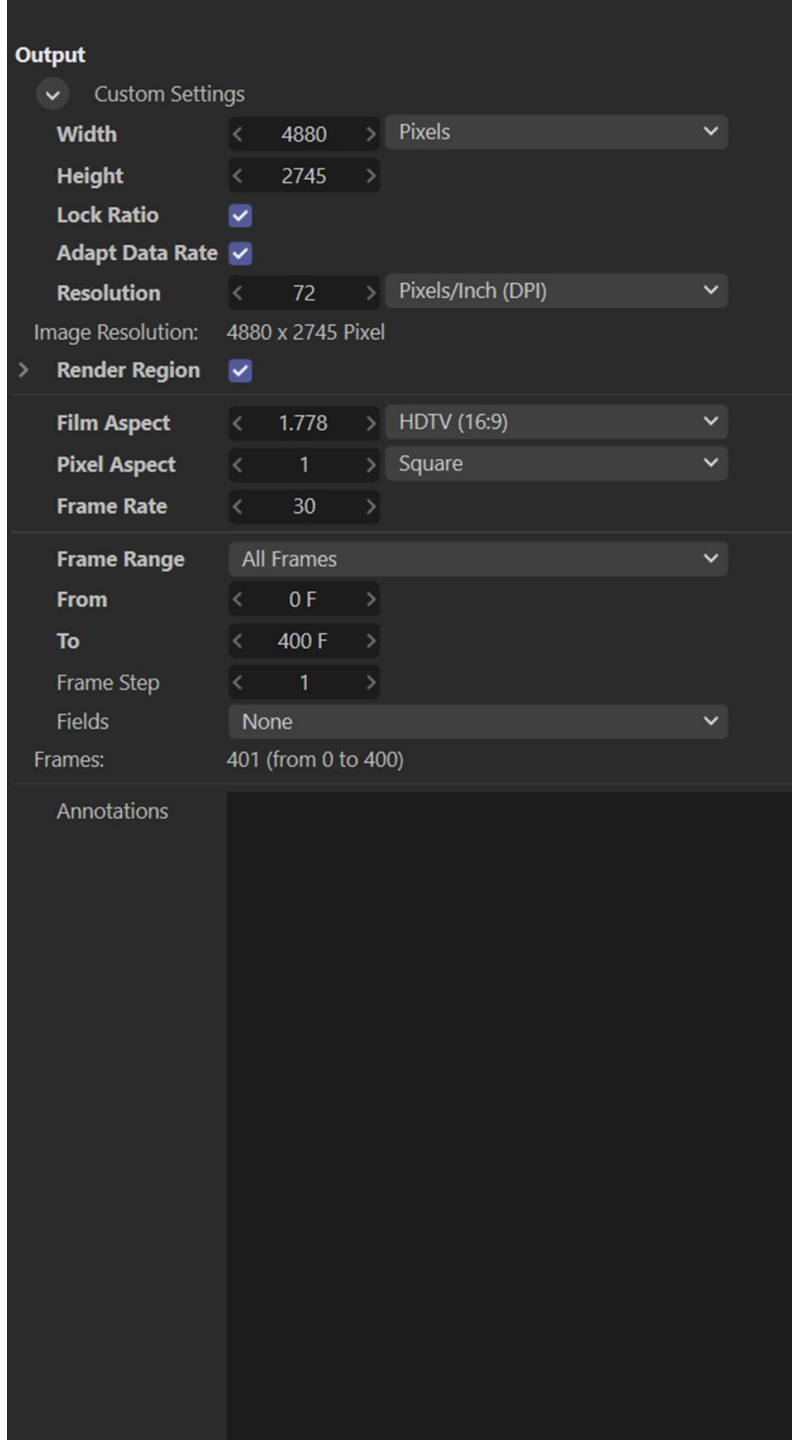 Output
Custom Settings
Width 4880 Pixels
Height 2745
Lock Ratio
Adapt Data Rate
Resolution 72 Pixels/Inch (DPI)
Image Resolution: 4880 x 2745 Pixel
Render Region
Film Aspect 1.778 HDTV (16:9)
Pixel Aspect 1 Square
Frame Rate 30
Frame Range All Frames
From 0 F
To 400 F
Frame Step 1
Fields None
Frames: 401 (from 0 to 400)
Annotations